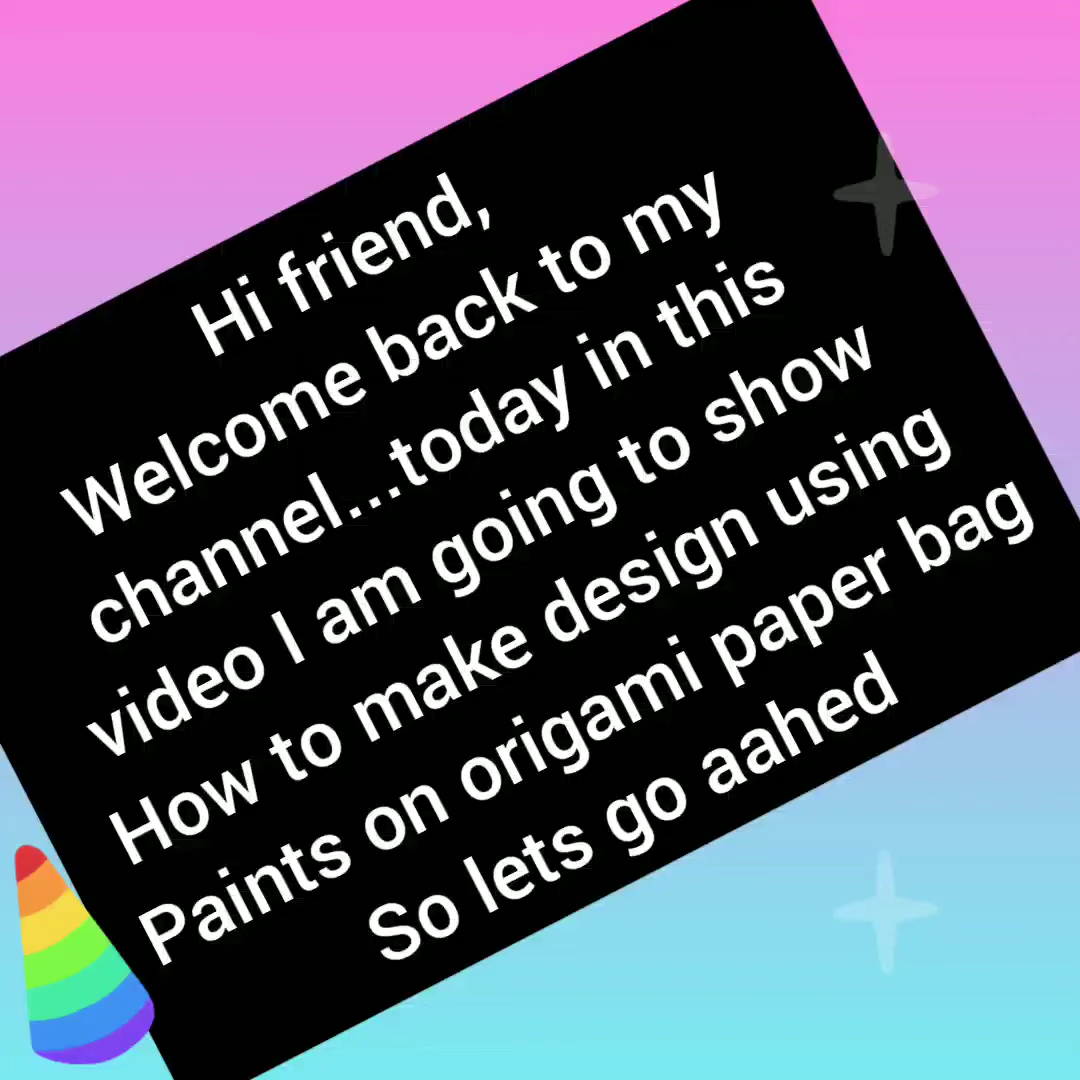 Hi friend,
Welcome back to my
channel...today in this
video I am going to show
How to make design using
Paints on origami paper bag
So lets go aahed